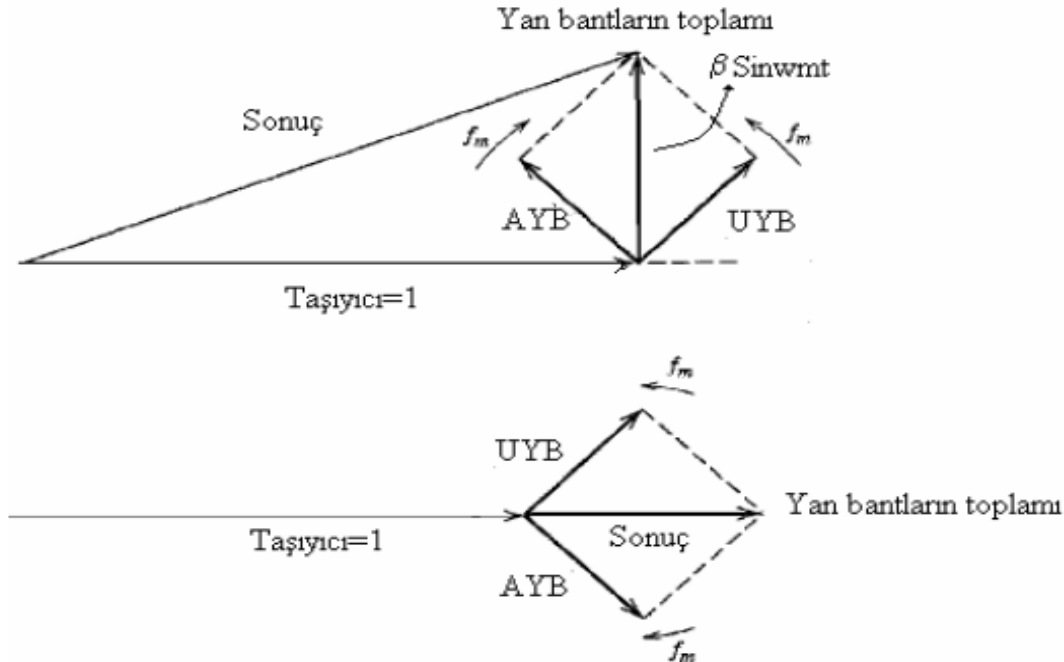 Yan bantların toplamı
β Sinwmt
Sonuç
fm
fm
AYB
UYB
Taşıyıcı=1
fm
UYB
Yan bantların toplamı
Taşıyıcı=1
Sonuç
AYB
fm